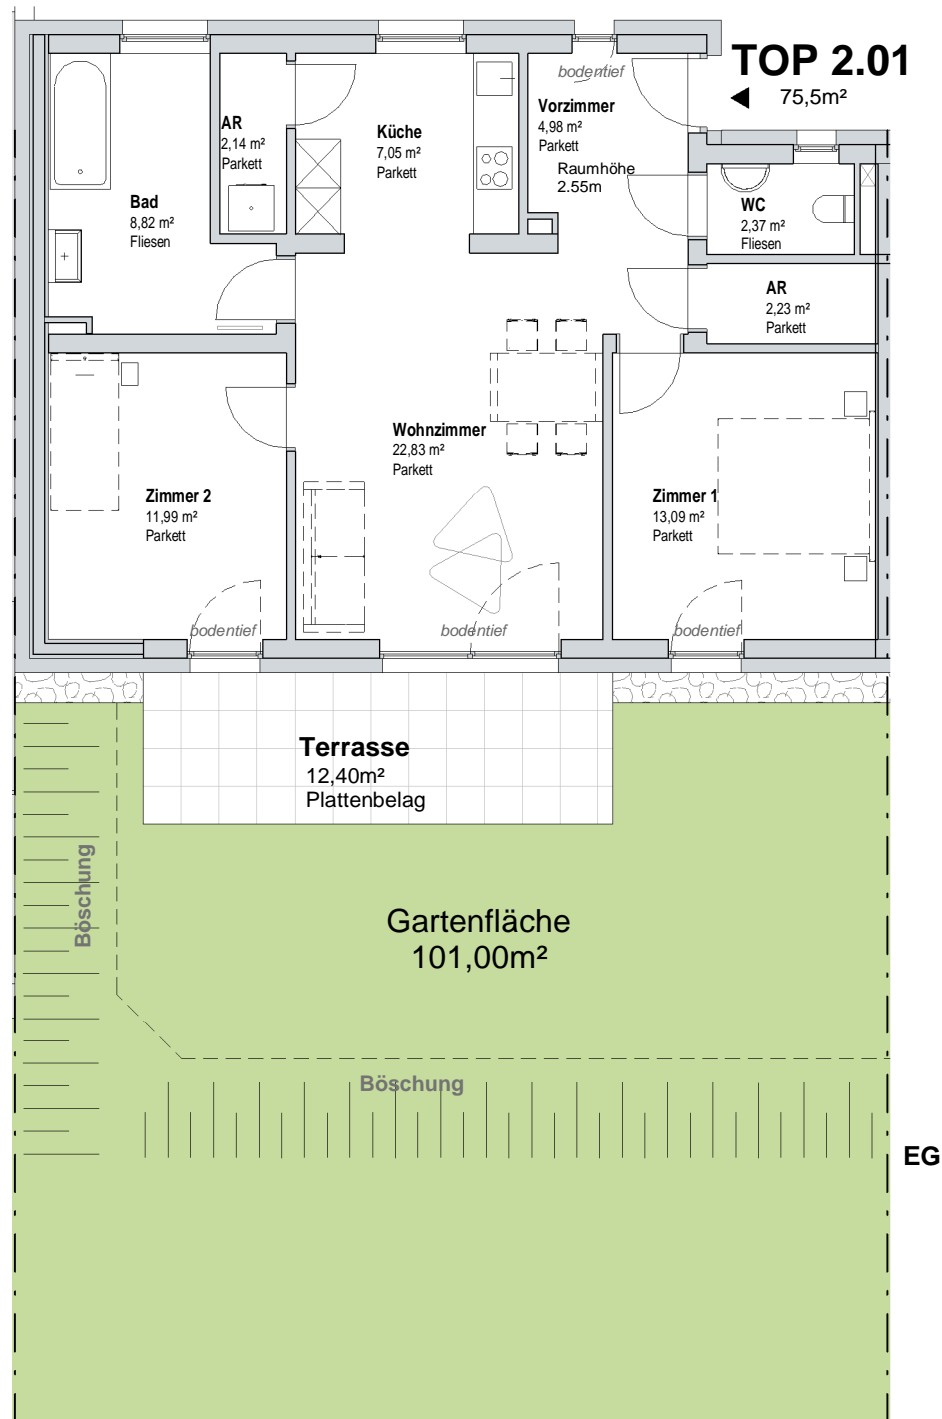 TOP 2.01
75,5m²
bodentief
Vorzimmer
4,98 m²
Parkett
Raumhöhe
2.55m
AR
2,14 m²
Parkett
Küche
7,05 m²
Parkett
Bad
8,82 m²
Fliesen
WC
2,37 m²
Fliesen
AR
2,23 m²
Parkett
Wohnzimmer
22,83 m²
Parkett
Zimmer 2
11,99 m²
Parkett
Zimmer 1
13,09 m²
Parkett
bodentief
bodentief
bodentief
Terrasse
12,40m²
Plattenbelag
Böschung
Gartenfläche
101,00m²
Böschung
EG